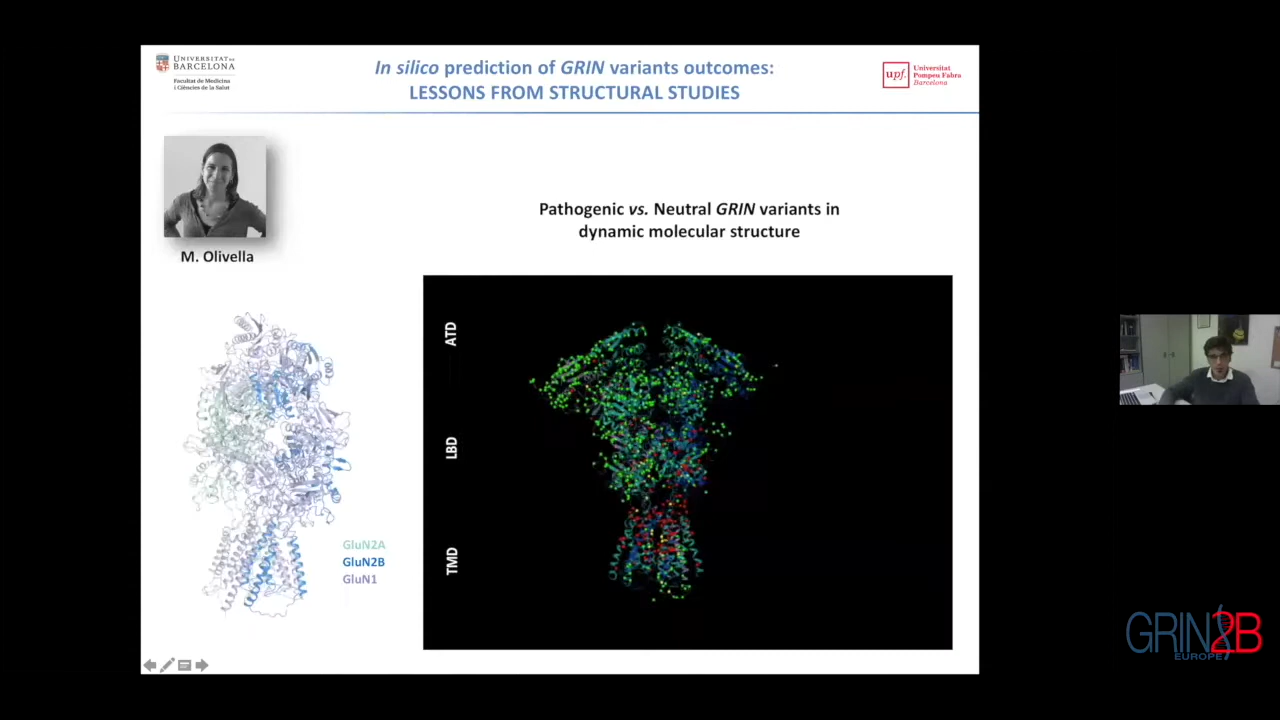 UNIVERSITAT DE
BARCELONA
Facultat de Medicina
i Ciències de la Salut
In silico prediction of GRIN variants outcomes:
LESSONS FROM STRUCTURAL STUDIES
upf.
Universitat
Pompeu Fabra
Barcelona
M. Olivella
Pathogenic vs. Neutral GRIN variants in
dynamic molecular structure
ATD
LBD
TMD
GluN2A
GluN2B
GluN1
GRIN2B
EUROPE